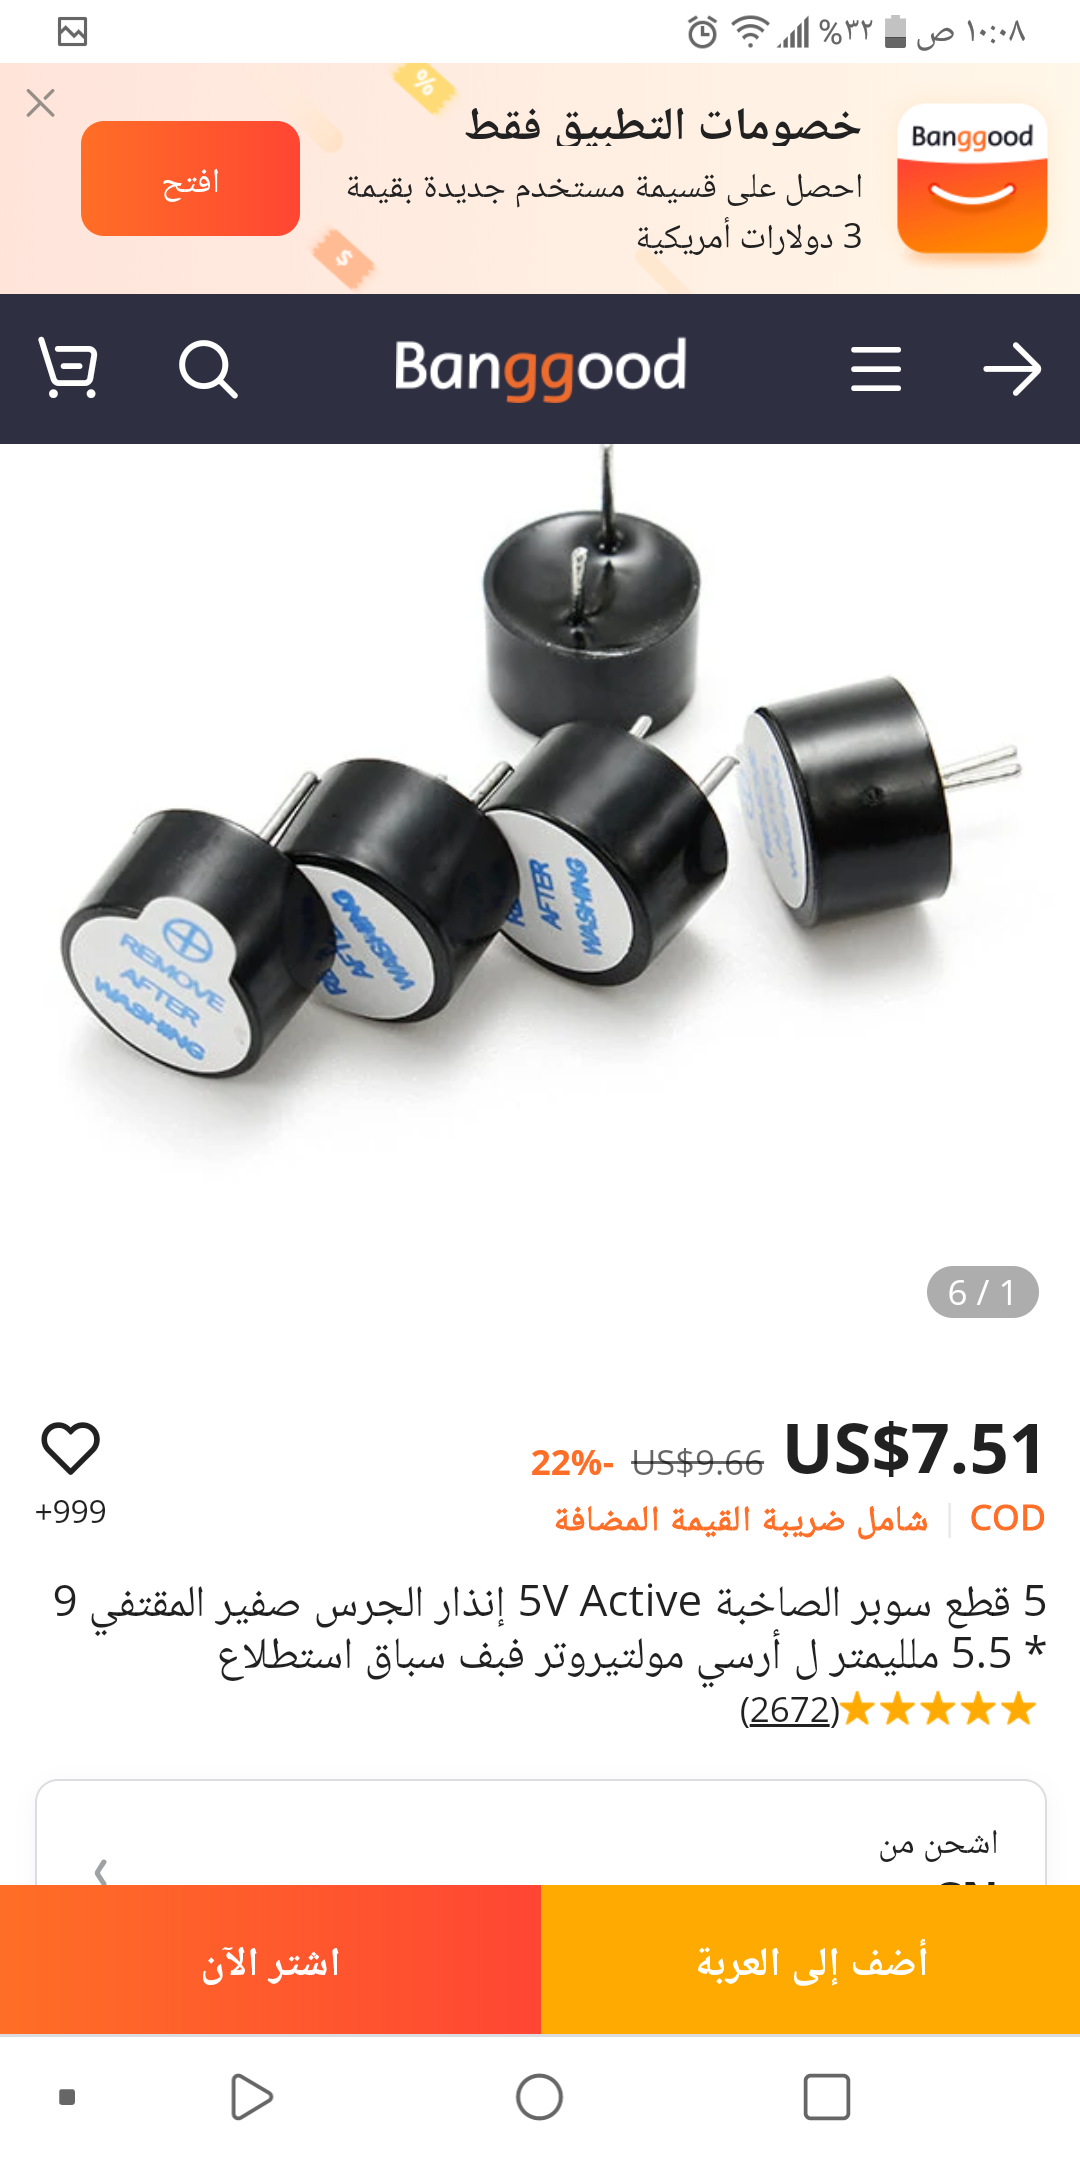 ١٠:٠٨ ص %٣٢
خصومات التطبيق فقط
احصل على قسيمة مستخدم جديدة بقيمة
3 دولارات أمريكية
افتح
Banggood
Banggood
REMOVE
AFTER
WASHING
AFTER
WASHING
6 / 1
US$7.51 US$9.66 22%-
COD شامل ضريبة القيمة المضافة
+999
5 قطع سوبر الصاخبة 5V Active إنذار الجرس صفير المقتفي 9
* 5.5 ملليمتر ل أرسي مولتيروتر فبف سباق استطلاع
(2672)
اشحن من
أضف إلى العربة
اشتر الآن